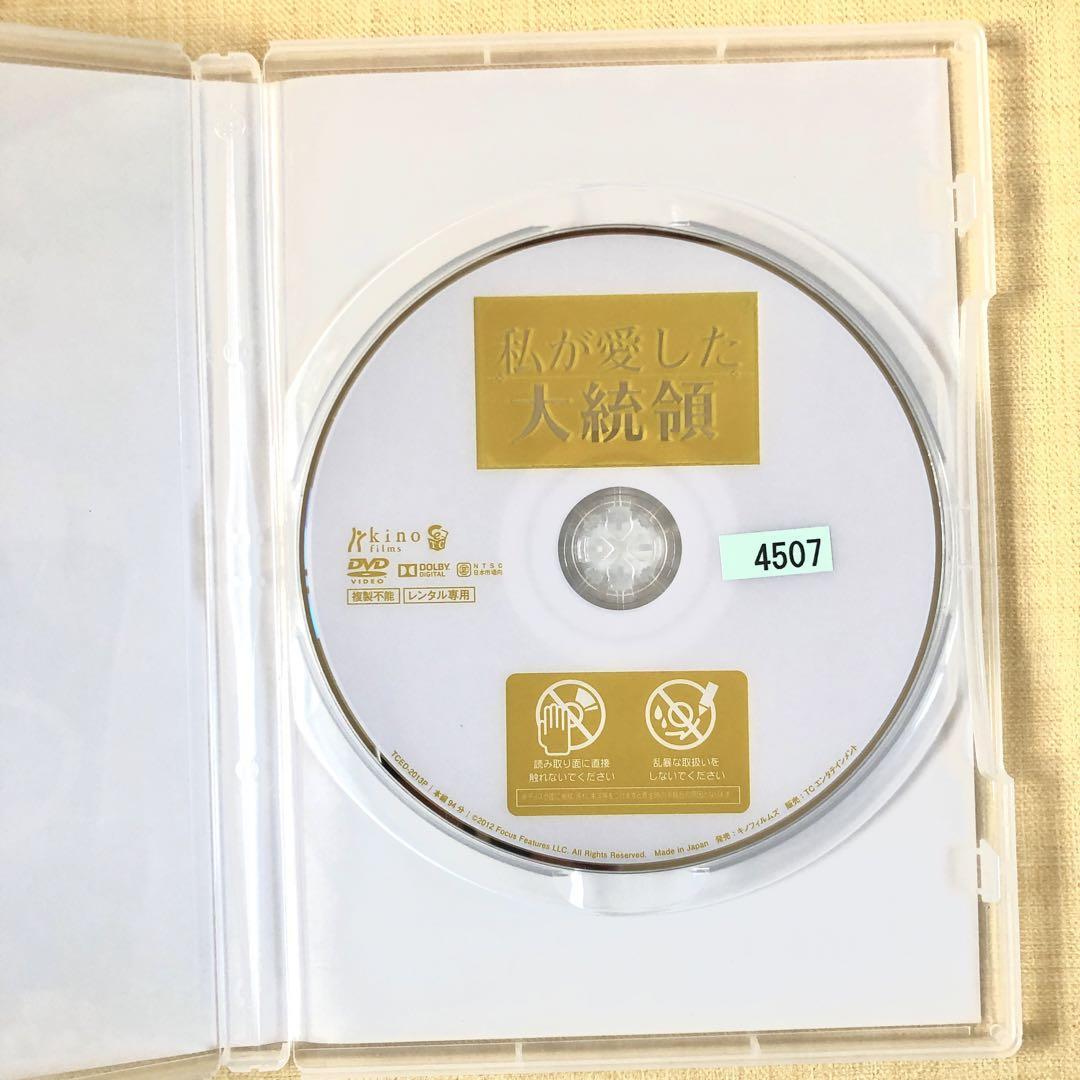 私が愛した
大統領
kino
films
TG
DVD
VIDEO
DOLBY
DIGITAL
NTSC
日本市場向
複製不能
レンタル専用
4507
読み取り面に直接
触れないでください
乱暴な取扱いを
しないでください
TCED-2013P | 本編94分 | ©2012 Focus Features LLC. All Rights Reserved. Made in Japan 発売：キノフィルムズ 販売：TCエンタテインメント